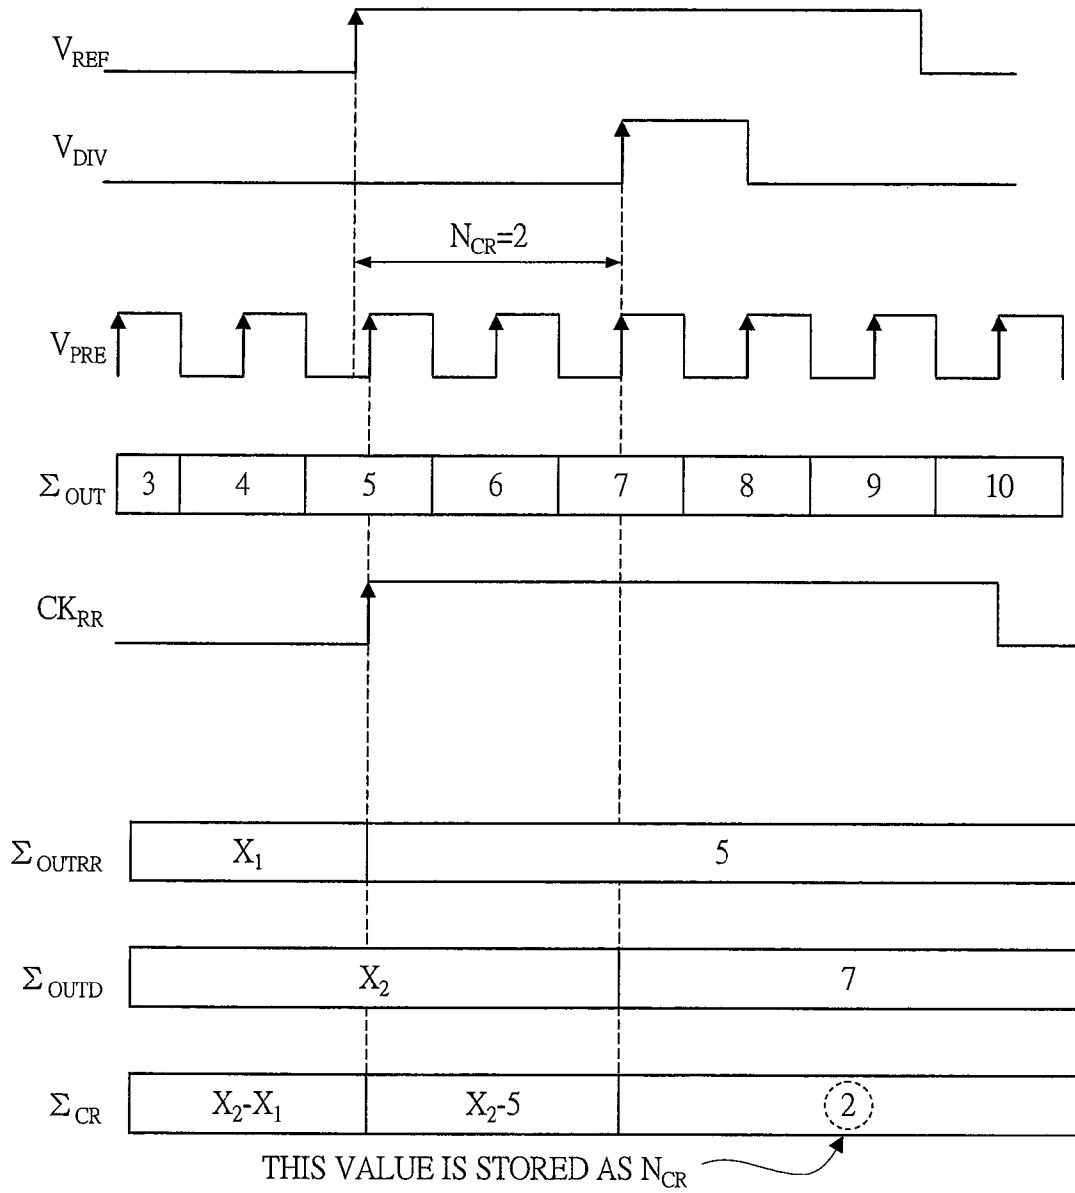 V_REF
V_DIV
N_CR=2
V_PRE
Σ_OUT 3 4 5 6 7 8 9 10
CK_RR
Σ_OUTRR X_1 5
Σ_OUTD X_2 7
Σ_CR X_2-X_1 X_2-5 2
THIS VALUE IS STORED AS N_CR